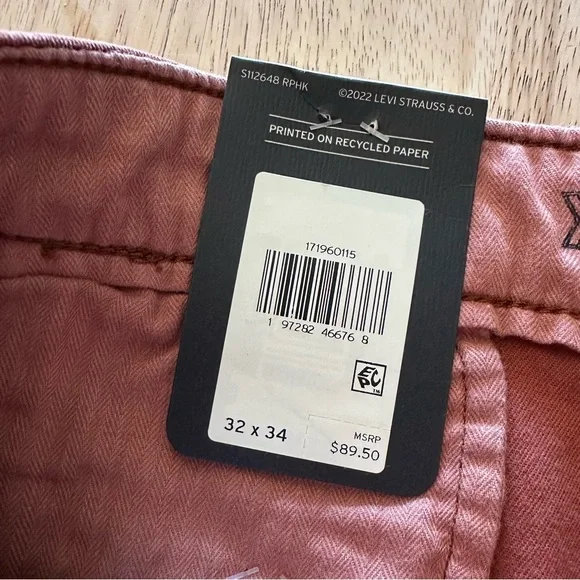 S112648 RPHK ©2022 LEVI STRAUSS & CO.
PRINTED ON RECYCLED PAPER
171960115
1 97282 46676 8
EPC™
32 x 34
MSRP
$89.50